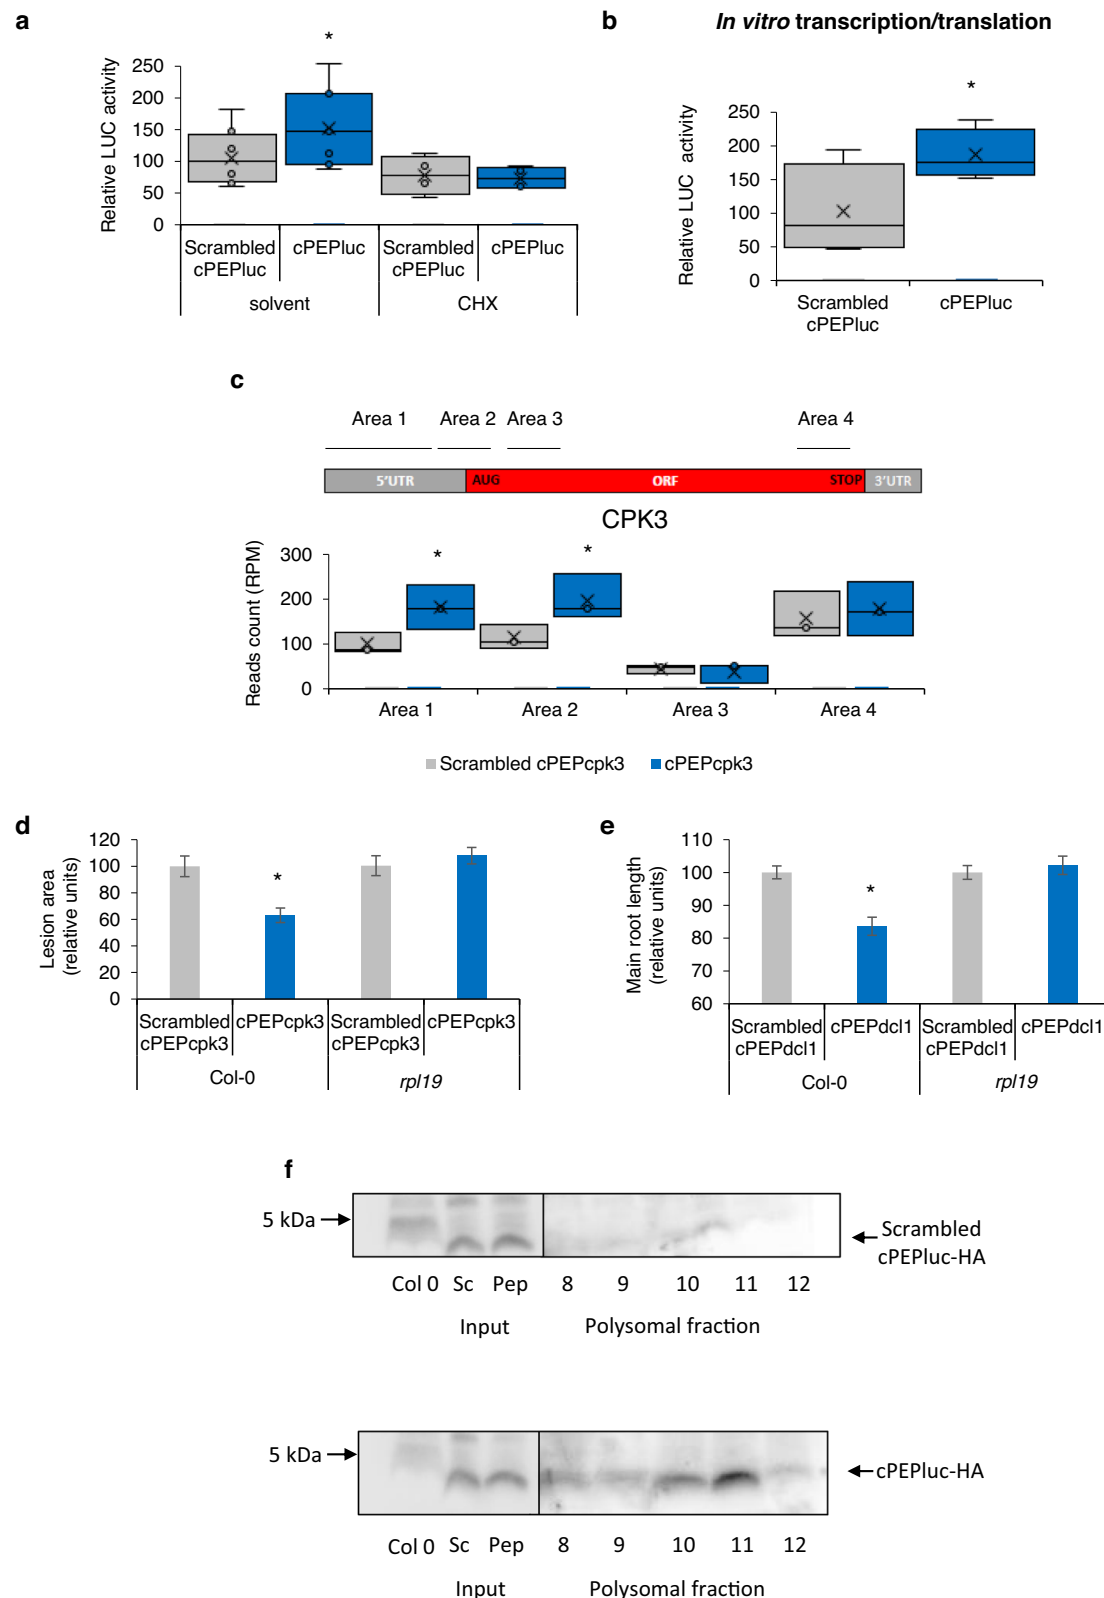 a
*
250
200
150
100
50
0
Relative LUC activity
Scrambled
cPEPluc
cPEPluc
Scrambled
cPEPluc
cPEPluc
solvent
CHX
b
In vitro transcription/translation
*
250
200
150
100
50
0
Relative LUC activity
Scrambled
cPEPluc
cPEPluc
c
Area 1
Area 2
Area 3
Area 4
5'UTR
AUG
ORF
STOP
3'UTR
CPK3
*
*
300
200
100
0
Reads count (RPM)
Area 1
Area 2
Area 3
Area 4
Scrambled cPEPcpk3
cPEPcpk3
d
120
100
80
60
40
20
0
Lesion area
(relative units)
*
Scrambled
cPEPcpk3
cPEPcpk3
Scrambled
cPEPcpk3
cPEPcpk3
Col-0
rpl19
e
110
100
90
80
70
60
Main root length
(relative units)
*
Scrambled
cPEPdcl1
cPEPdcl1
Scrambled
cPEPdcl1
cPEPdcl1
Col-0
rpl19
f
5 kDa
Scrambled
cPEPluc-HA
Col 0 Sc Pep 8 9 10 11 12
Input Polysomal fraction
5 kDa
cPEPluc-HA
Col 0 Sc Pep 8 9 10 11 12
Input Polysomal fraction